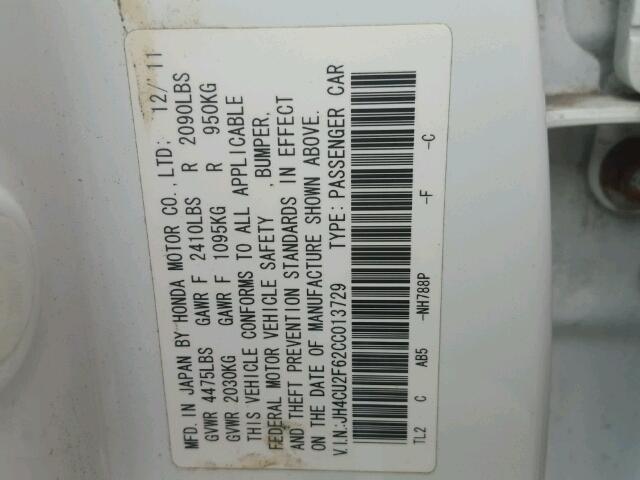 MFD. IN JAPAN BY HONDA MOTOR CO., LTD: 12/ 11
GVWR 4475LBS GAWR F 2410LBS R 2090LBS
GVWR 2030KG GAWR F 1095KG R 950KG
THIS VEHICLE CONFORMS TO ALL APPLICABLE
FEDERAL MOTOR VEHICLE SAFETY , BUMPER,
AND THEFT PREVENTION STANDARDS IN EFFECT
ON THE DATE OF MANUFACTURE SHOWN ABOVE.
V.I.N:JH4CU2F62CC013729 TYPE: PASSENGER CAR
TL2 C AB5 -NH788P -F -C